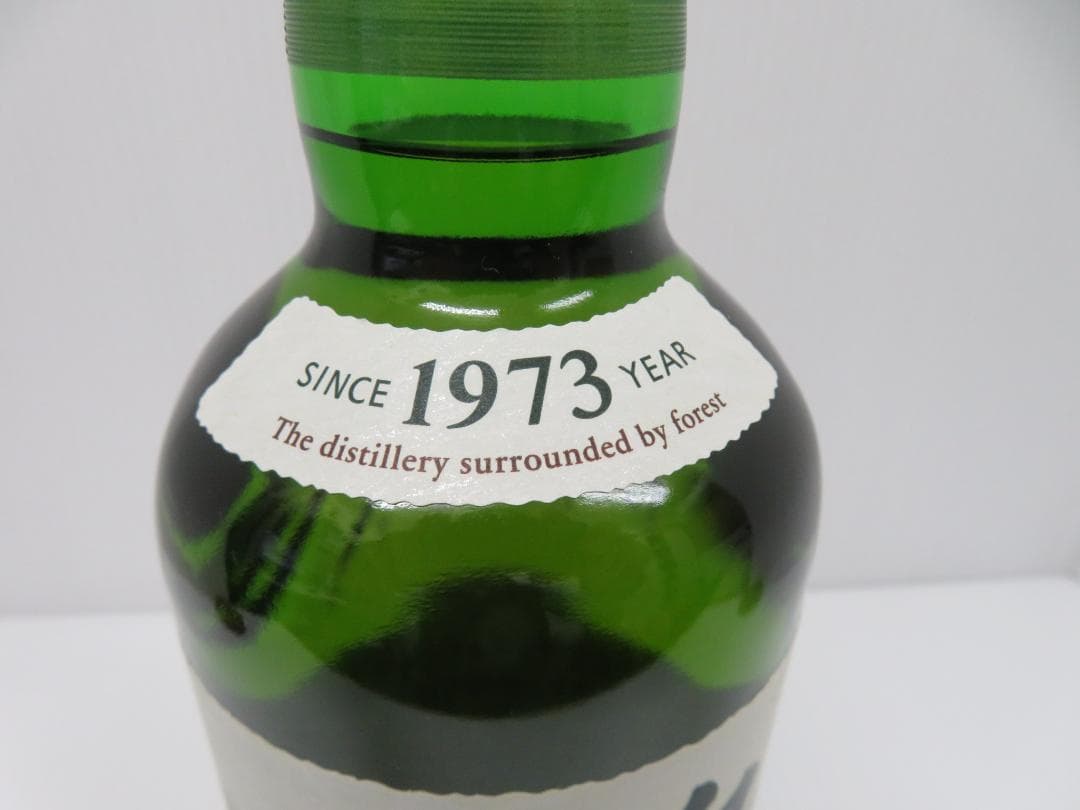 SINCE 1973 YEAR
The distillery surrounded by forest